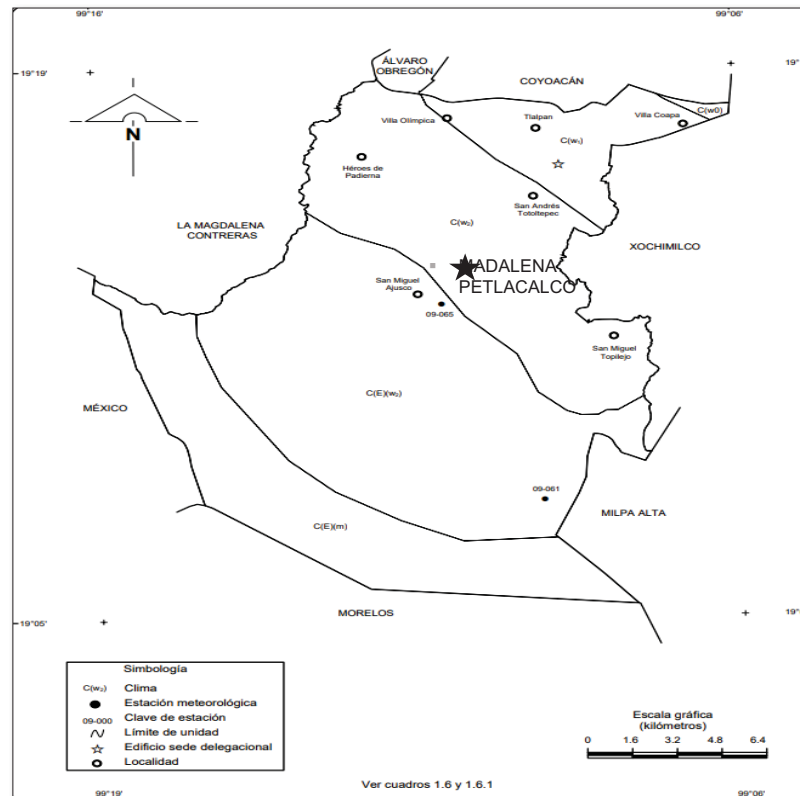 99°16'
99°06'
ÁLVARO
OBREGÓN
19°19'
19°
COYOACÁN
C(w0)
Villa Olímpica
Tlalpan
Villa Coapa
N
C(w₁)
Héroes de
Padierna
San Andrés
Totoltepec
LA MAGDALENA
CONTRERAS
C(w₂)
XOCHIMILCO
MADALENA
PETLACALCO
San Miguel
Ajusco
09-065
San Miguel
Topilejo
C(E)(w₂)
MÉXICO
09-061
MILPA ALTA
C(E)(m)
MORELOS
19°05'
19°
Simbología
C(w₂) Clima
Estación meteorológica
09-000 Clave de estación
Límite de unidad
Edificio sede delegacional
Localidad
Escala gráfica
(kilómetros)
0 1.6 3.2 4.8 6.4
Ver cuadros 1.6 y 1.6.1
99°19'
99°06'